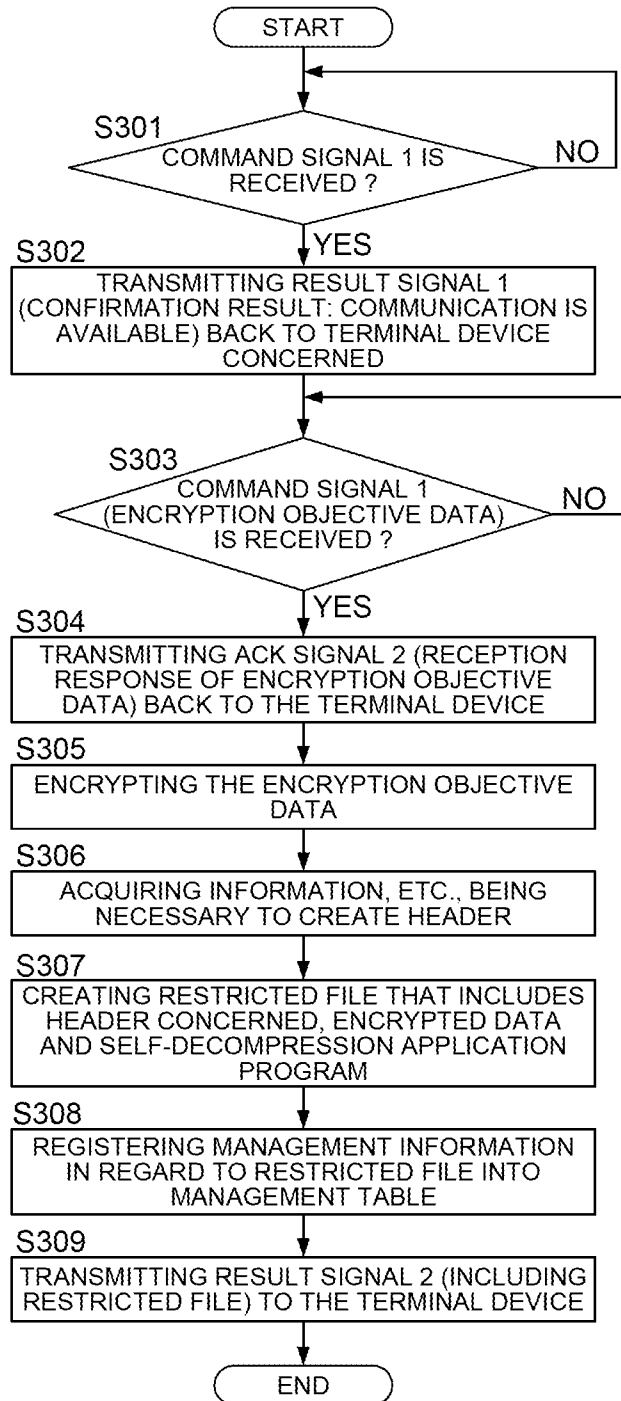 START
S301
COMMAND SIGNAL 1 IS
RECEIVED ?
NO
YES
S302
TRANSMITTING RESULT SIGNAL 1
(CONFIRMATION RESULT: COMMUNICATION IS
AVAILABLE) BACK TO TERMINAL DEVICE
CONCERNED
S303
COMMAND SIGNAL 1
(ENCRYPTION OBJECTIVE DATA)
IS RECEIVED ?
NO
YES
S304
TRANSMITTING ACK SIGNAL 2 (RECEPTION
RESPONSE OF ENCRYPTION OBJECTIVE
DATA) BACK TO THE TERMINAL DEVICE
S305
ENCRYPTING THE ENCRYPTION OBJECTIVE
DATA
S306
ACQUIRING INFORMATION, ETC., BEING
NECESSARY TO CREATE HEADER
S307
CREATING RESTRICTED FILE THAT INCLUDES
HEADER CONCERNED, ENCRYPTED DATA
AND SELF-DECOMPRESSION APPLICATION
PROGRAM
S308
REGISTERING MANAGEMENT INFORMATION
IN REGARD TO RESTRICTED FILE INTO
MANAGEMENT TABLE
S309
TRANSMITTING RESULT SIGNAL 2 (INCLUDING
RESTRICTED FILE) TO THE TERMINAL DEVICE
END